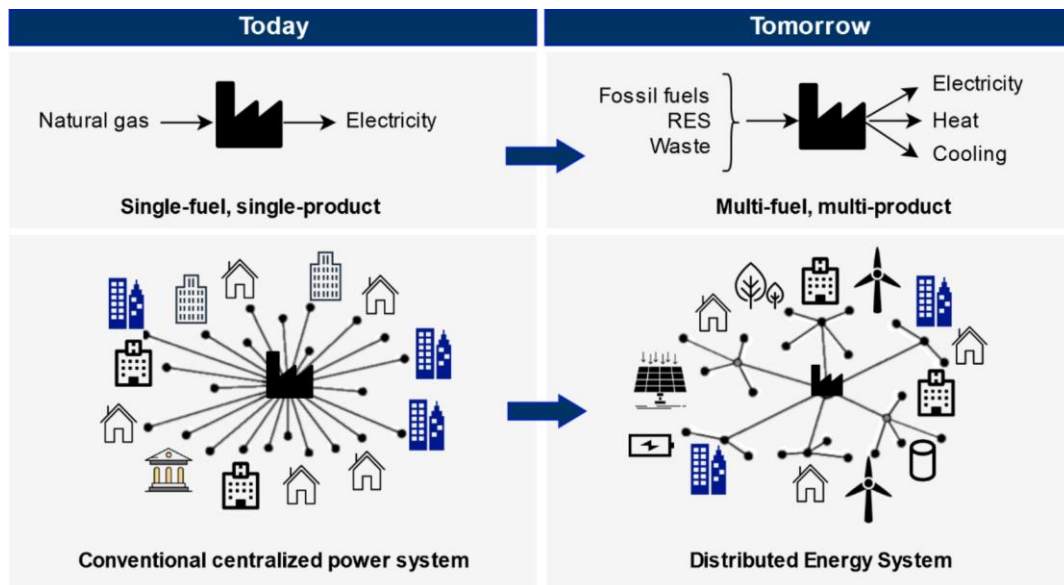 Today
Tomorrow
Natural gas
Electricity
Single-fuel, single-product
Fossil fuels
RES
Waste
Electricity
Heat
Cooling
Multi-fuel, multi-product
H
H
Conventional centralized power system
H
H
Distributed Energy System